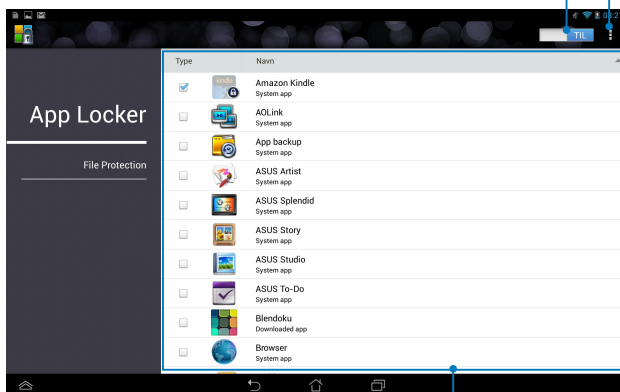 TIL
Type Navn
App Locker
File Protection
kindle
Amazon Kindle
System app
AOLink
System app
App backup
System app
ASUS Artist
System app
ASUS Splendid
System app
ASUS Story
System app
ASUS Studio
System app
ASUS To-Do
System app
Blendoku
Downloaded app
Browser
System app